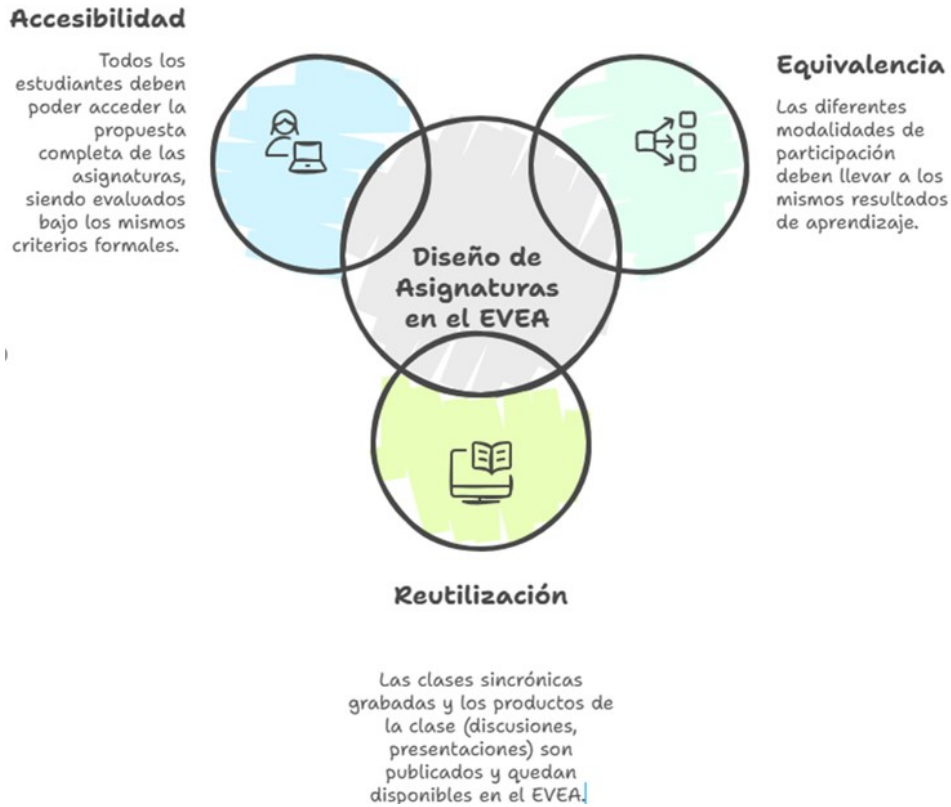 Accesibilidad
Todos los
estudiantes deben
poder acceder la
propuesta
completa de las
asignaturas,
siendo evaluados
bajo los mismos
criterios formales.
Equivalencia
Las diferentes
modalidades de
participación
deben llevar a los
mismos resultados
de aprendizaje.
Diseño de
Asignaturas
en el EVEA
Reutilización
Las clases sincrónicas
grabadas y los productos de
la clase (discusiones,
presentaciones) son
publicados y quedan
disponibles en el EVEA.